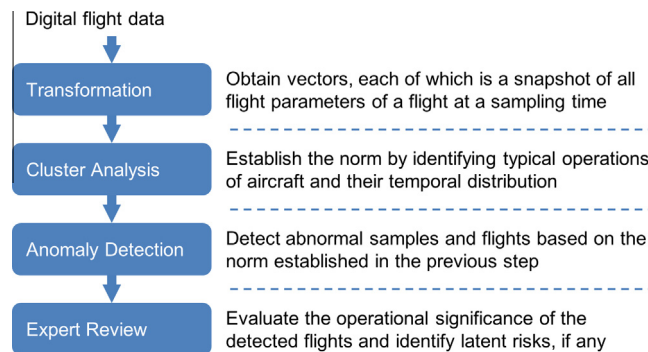 Digital flight data
Transformation
Obtain vectors, each of which is a snapshot of all
flight parameters of a flight at a sampling time
Cluster Analysis
Establish the norm by identifying typical operations
of aircraft and their temporal distribution
Anomaly Detection
Detect abnormal samples and flights based on the
norm established in the previous step
Expert Review
Evaluate the operational significance of the
detected flights and identify latent risks, if any